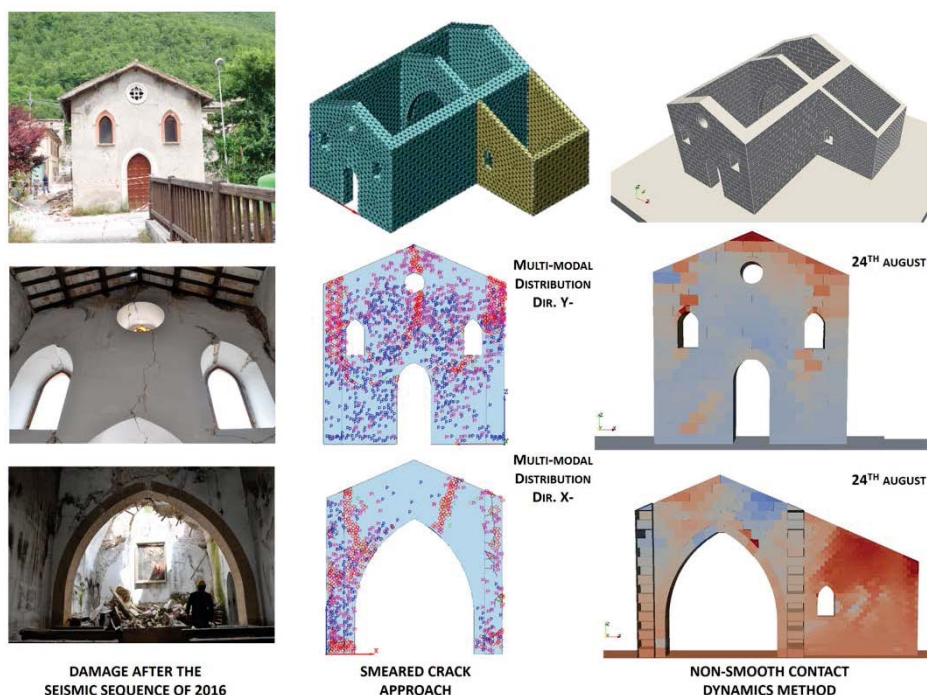 MULTI-MODAL
DISTRIBUTION
DIR. Y-
24TH AUGUST
MULTI-MODAL
DISTRIBUTION
DIR. X-
24TH AUGUST
DAMAGE AFTER THE
SEISMIC SEQUENCE OF 2016
SMEARED CRACK
APPROACH
NON-SMOOTH CONTACT
DYNAMICS METHOD